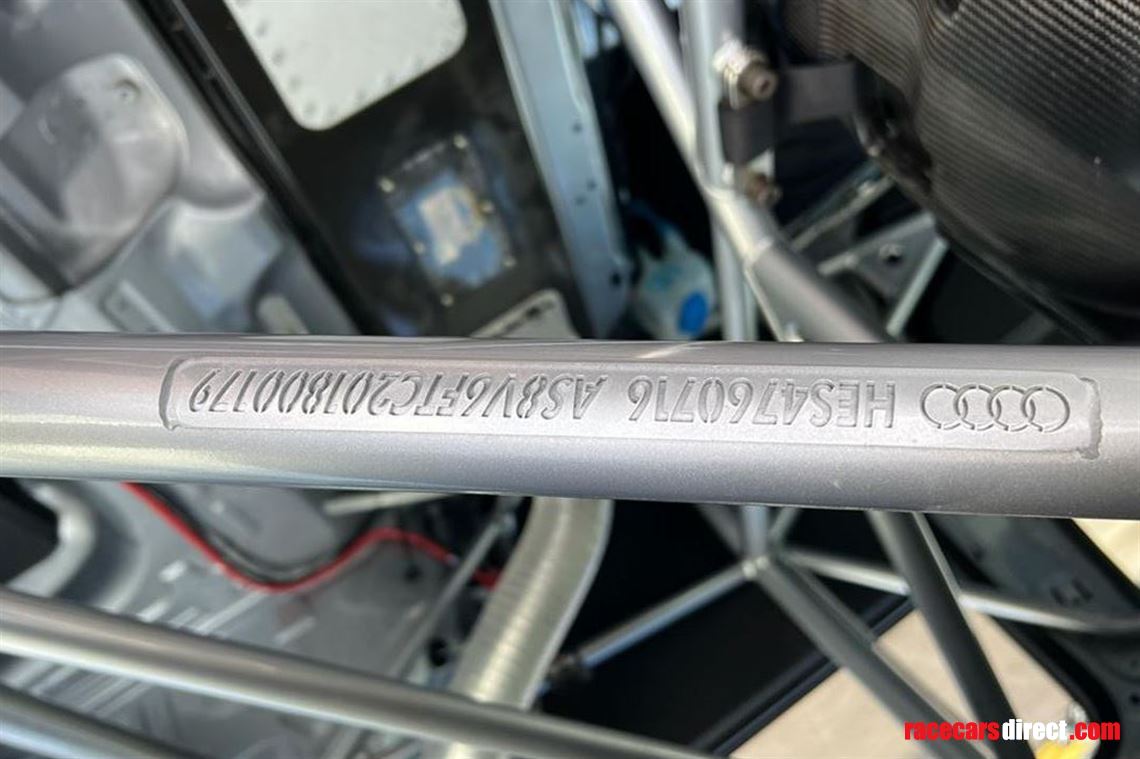 HES4760716 AS8V6FTC201800179
racecarsdirect.com